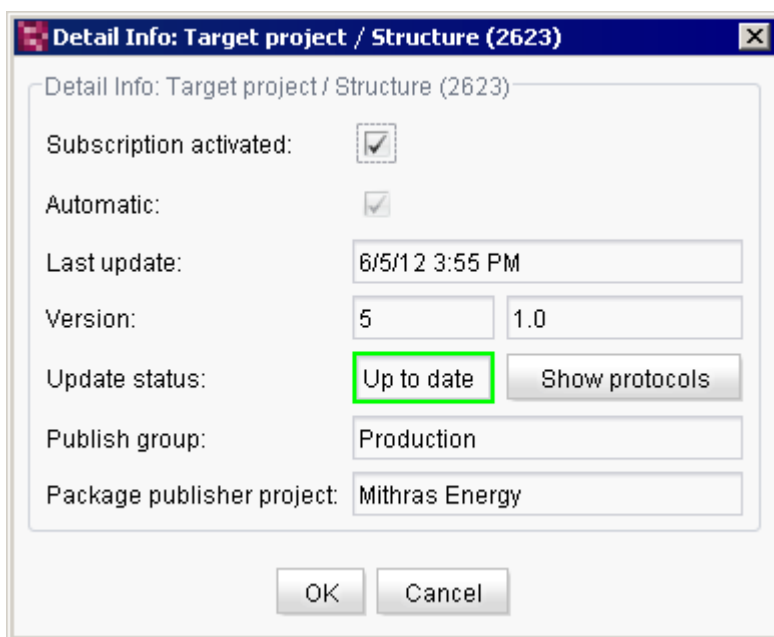 Detail Info: Target project / Structure (2623)
Detail Info: Target project / Structure (2623)
Subscription activated:
Automatic:
Last update: 6/5/12 3:55 PM
Version: 5 1.0
Update status: Up to date Show protocols
Publish group: Production
Package publisher project: Mithras Energy
OK Cancel